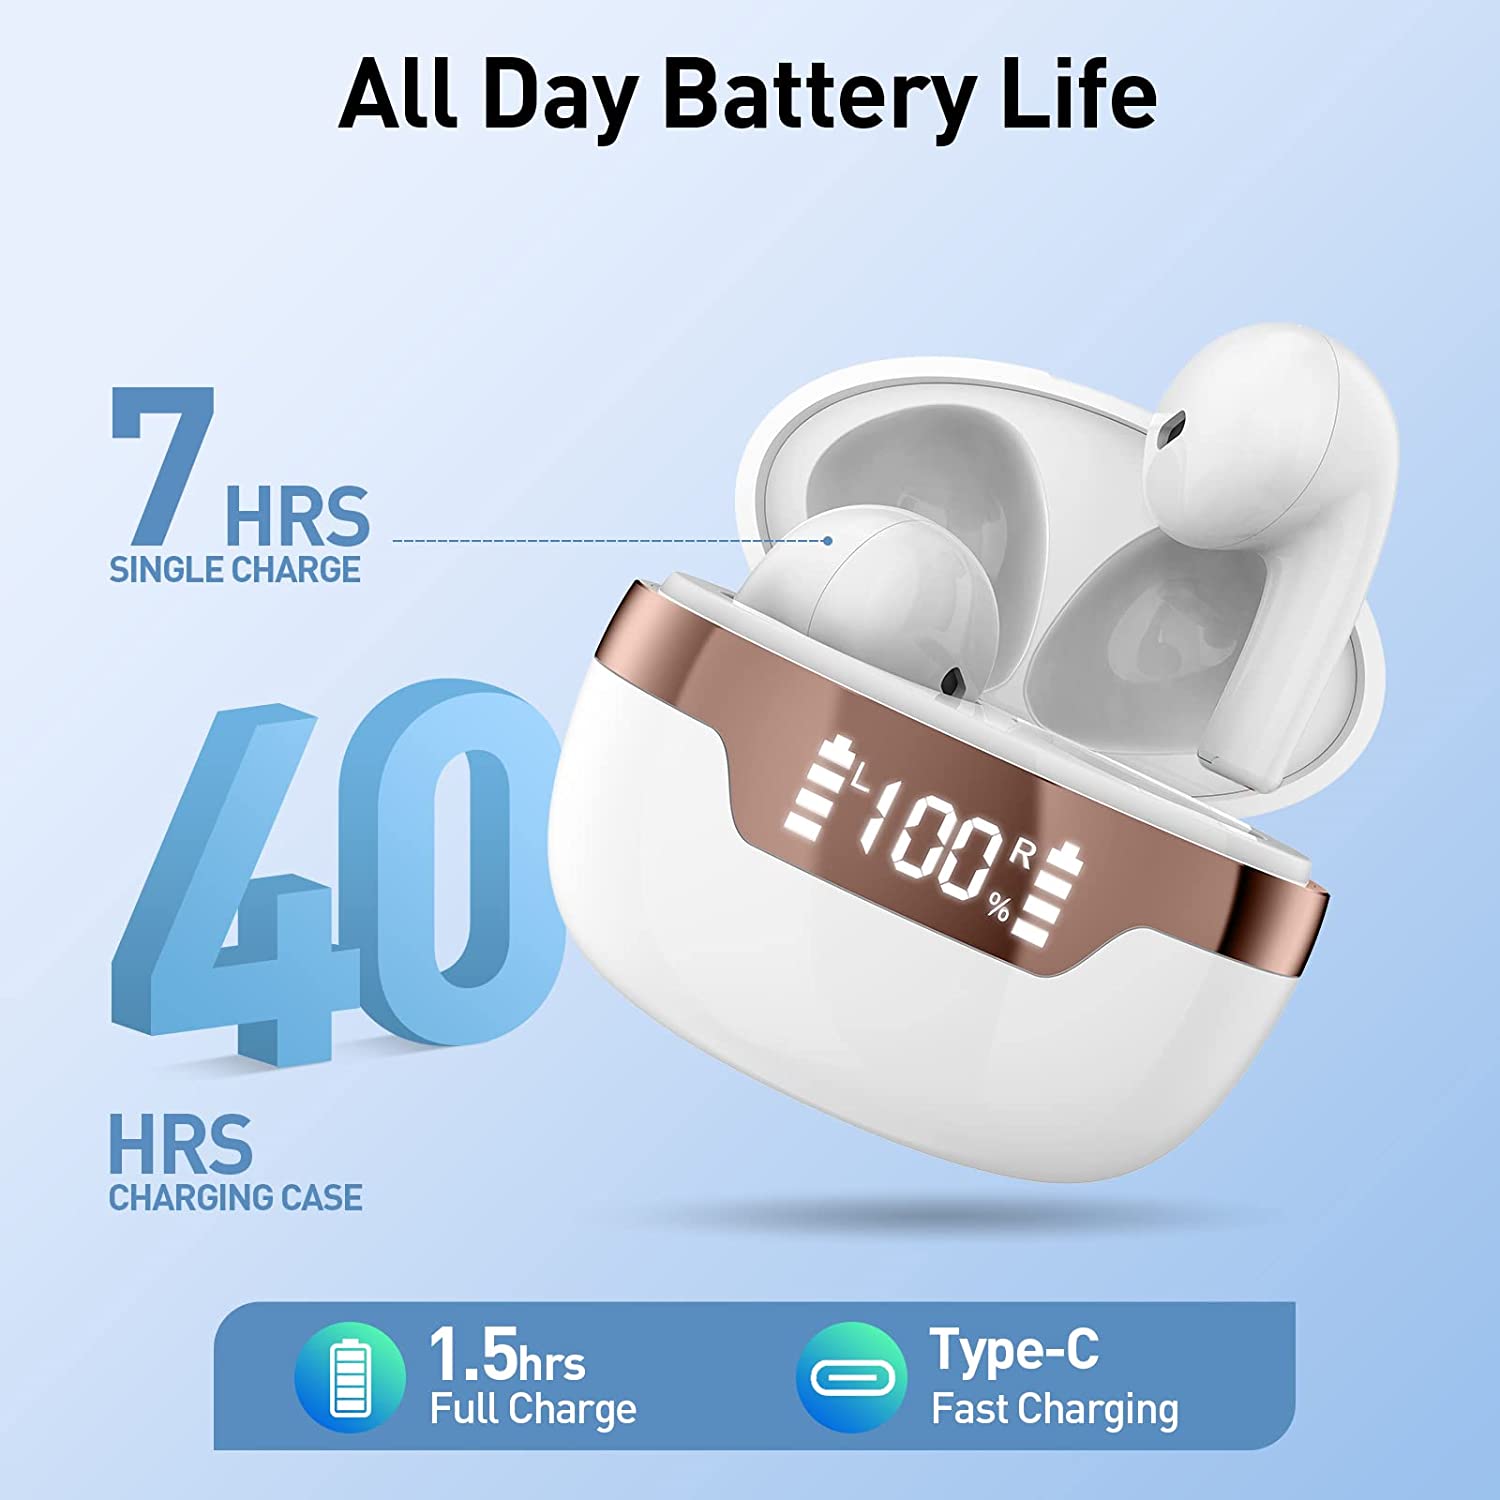 All Day Battery Life
7 HRS
SINGLE CHARGE
40
HRS
CHARGING CASE
L 100% R
1.5hrs
Full Charge
Type-C
Fast Charging